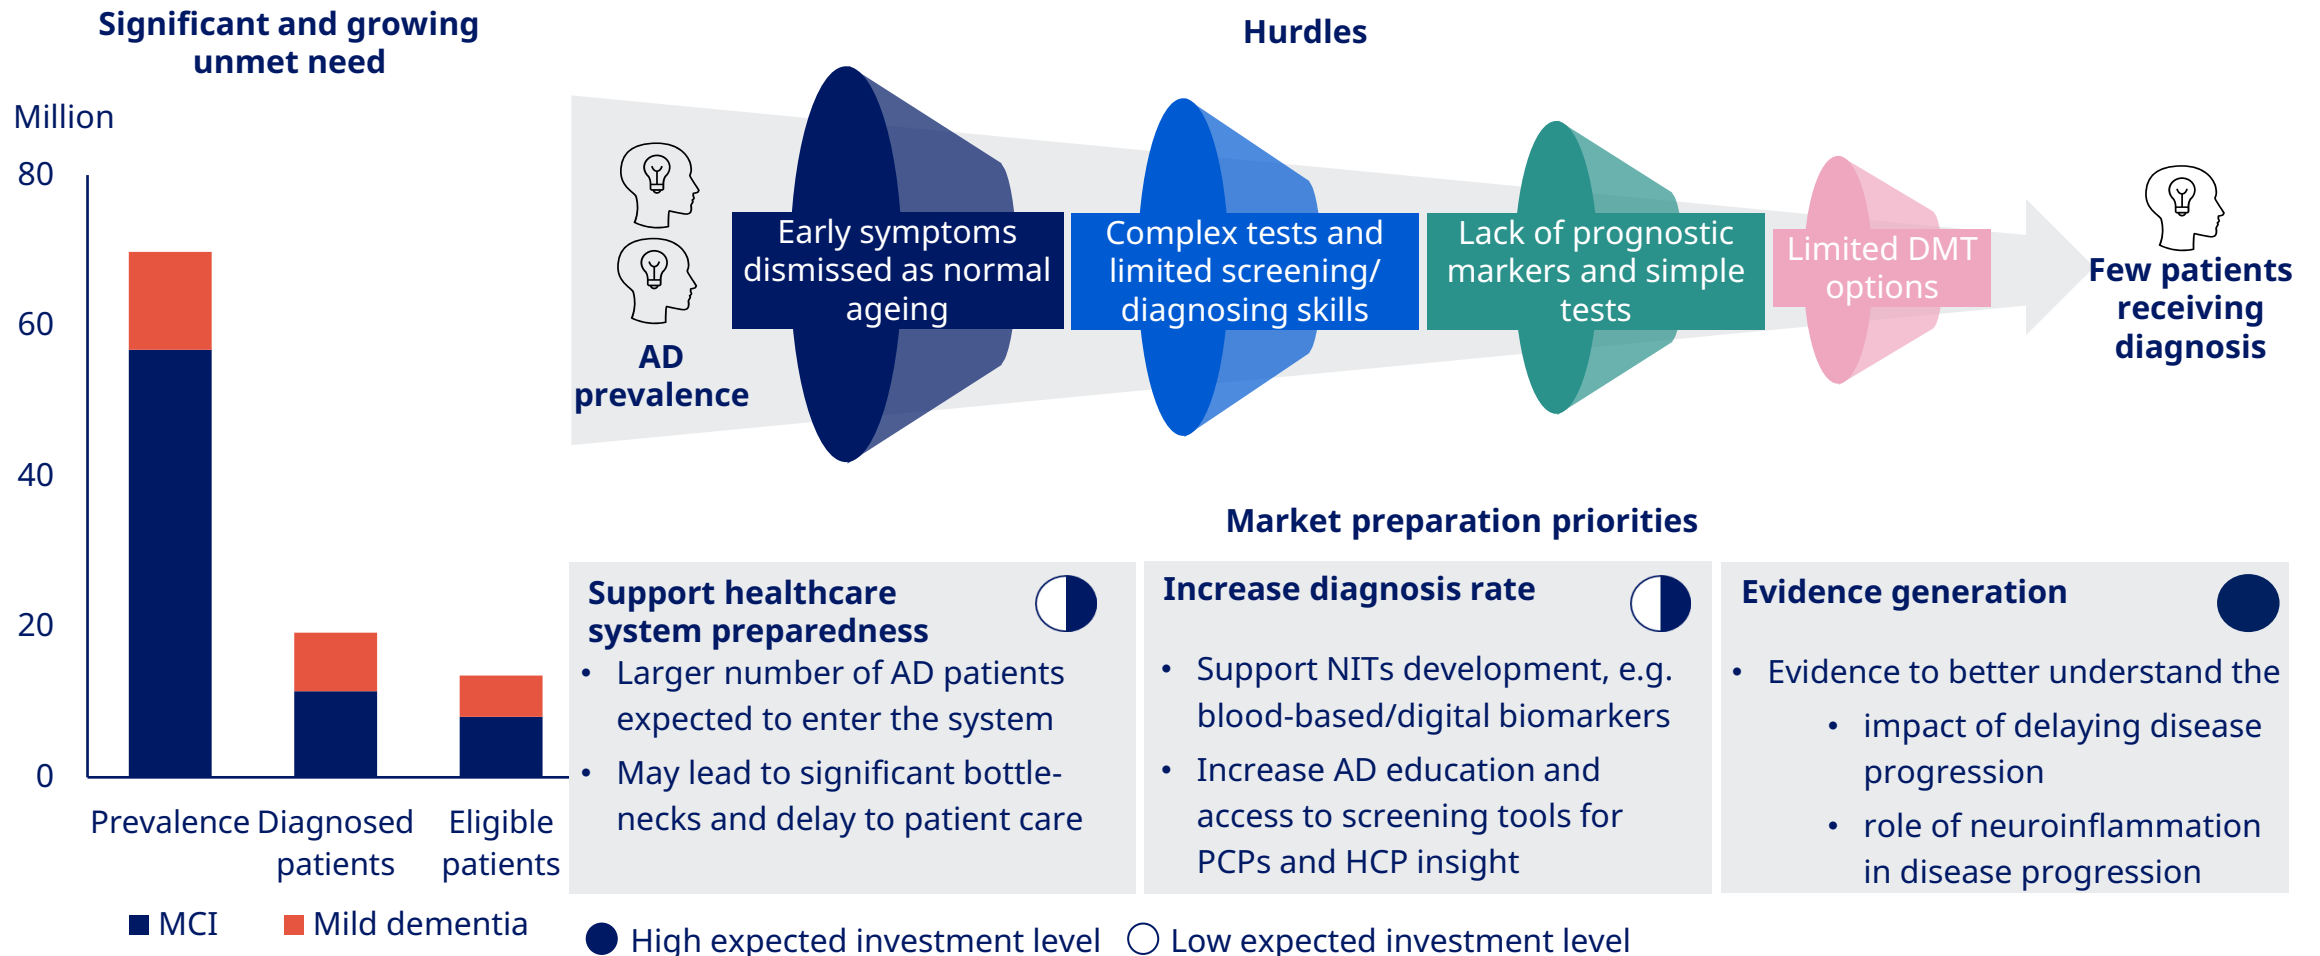 Significant and growing
unmet need
Million
80
60
40
20
0
Prevalence
Diagnosed
patients
Eligible
patients
MCI
Mild dementia
Hurdles
AD
prevalence
Early symptoms
dismissed as normal
ageing
Complex tests and
limited screening/
diagnosing skills
Lack of prognostic
markers and simple
tests
Limited DMT
options
Few patients
receiving
diagnosis
Market preparation priorities
Support healthcare
system preparedness
• Larger number of AD patients
expected to enter the system
• May lead to significant bottle-
necks and delay to patient care
Increase diagnosis rate
• Support NITs development, e.g.
blood-based/digital biomarkers
• Increase AD education and
access to screening tools for
PCPs and HCP insight
Evidence generation
• Evidence to better understand the
• impact of delaying disease
progression
• role of neuroinflammation
in disease progression
High expected investment level
Low expected investment level